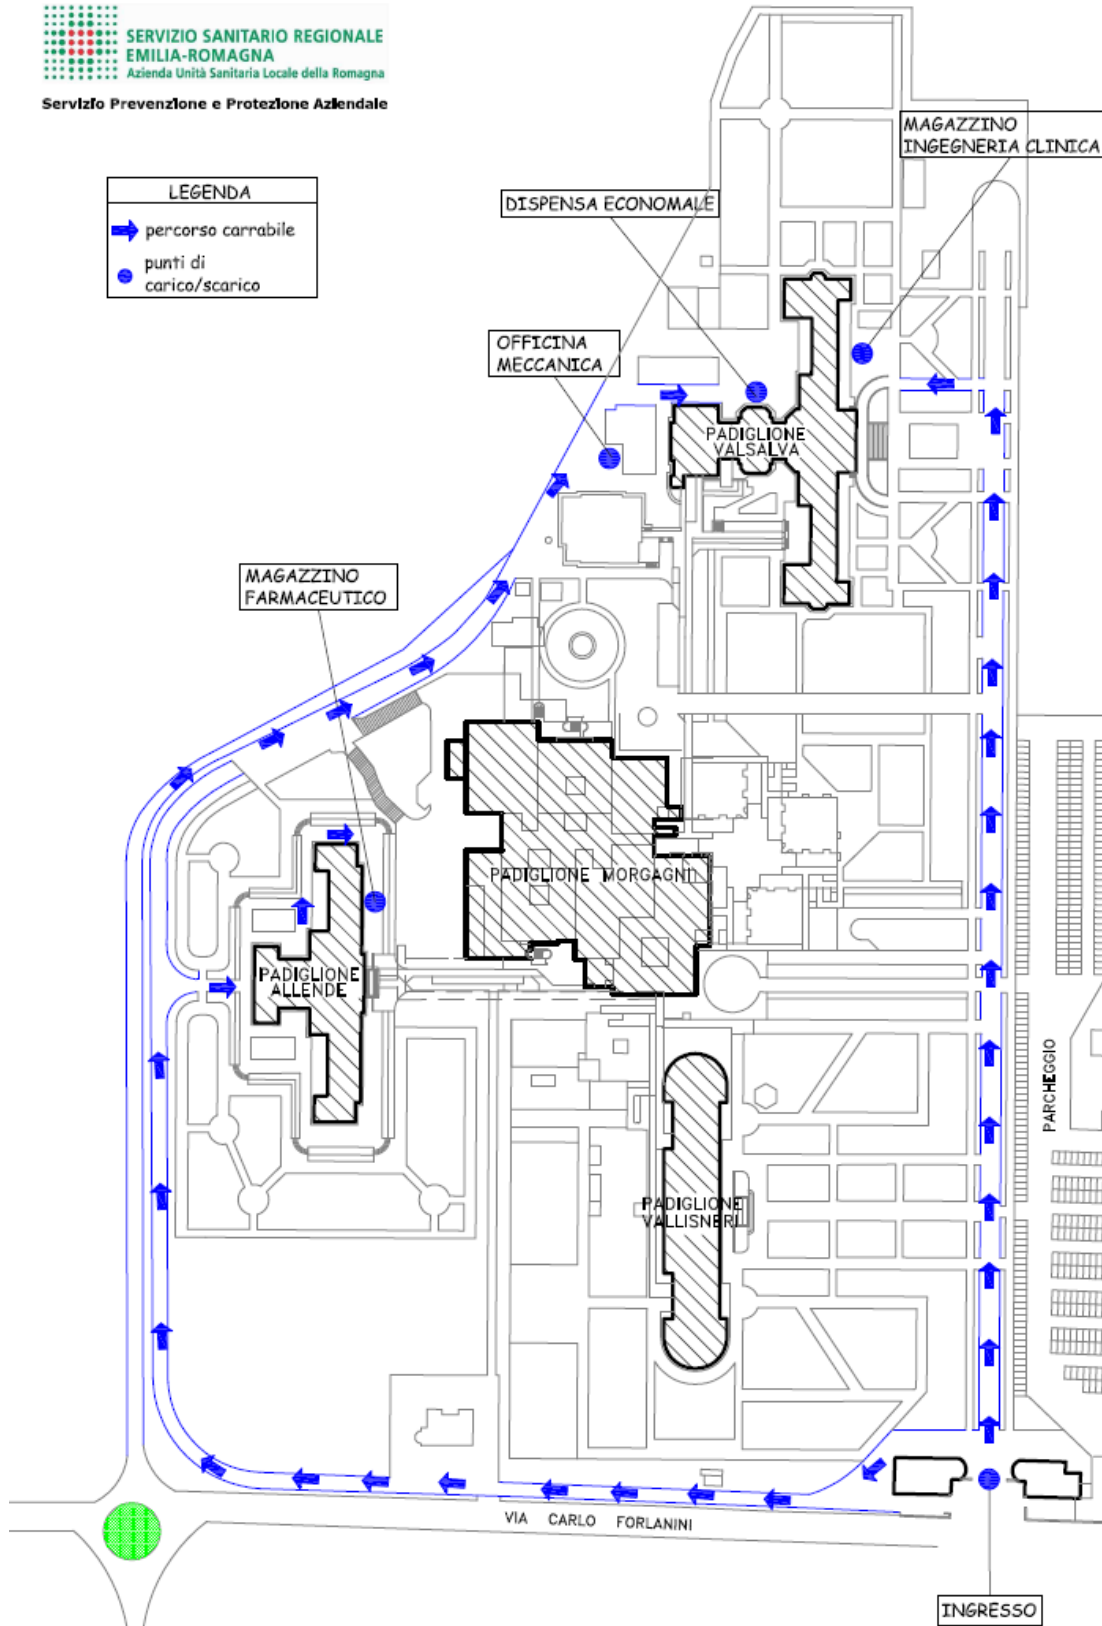 SERVIZIO SANITARIO REGIONALE
EMILIA-ROMAGNA
Azienda Unità Sanitaria Locale della Romagna
Servizio Prevenzione e Protezione Aziendale
LEGENDA
percorso carrabile
punti di
carico/scarico
MAGAZZINO
INGEGNERIA CLINICA
DISPENSA ECONOMALE
OFFICINA
MECCANICA
PADIGLIONE
VALSALVA
MAGAZZINO
FARMACEUTICO
PADIGLIONE MORGAGNI
PADIGLIONE
ALLENDE
PARCHEGGIO
PADIGLIONE
VALLISNERI
VIA CARLO FORLANINI
INGRESSO